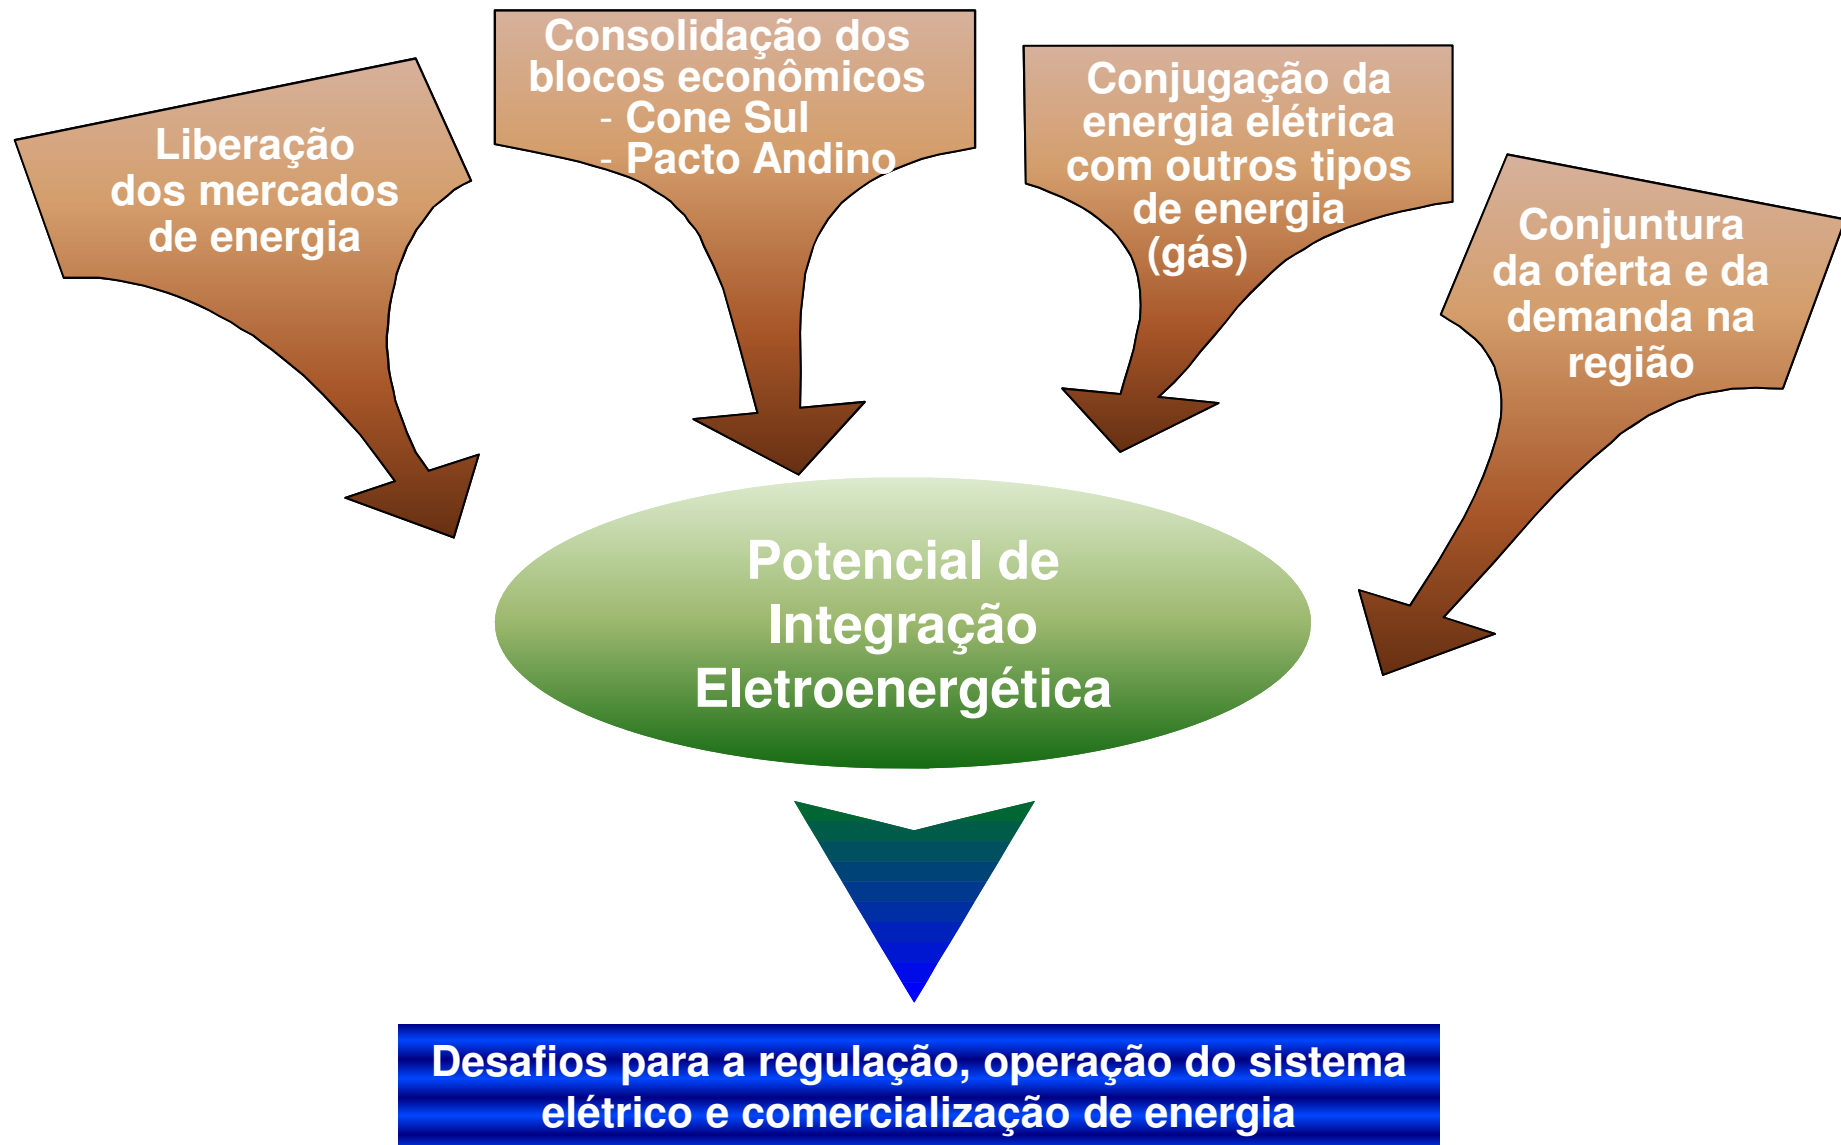 Liberação
dos mercados
de energia
Consolidação dos
blocos econômicos
- Cone Sul
- Pacto Andino
Conjugação da
energia elétrica
com outros tipos
de energia
(gás)
Conjuntura
da oferta e da
demanda na
região
Potencial de
Integração
Eletroenergética
Desafios para a regulação, operação do sistema
elétrico e comercialização de energia